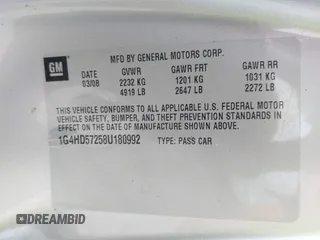 GM
MFD BY GENERAL MOTORS CORP.
DATE GVWR GAWR FRT GAWR RR
03/08 2232 KG 1201 KG 1031 KG
4919 LB 2647 LB 2272 LB
THIS VEHICLE CONFORMS TO ALL APPLICABLE U.S. FEDERAL MOTOR
VEHICLE SAFETY, BUMPER, AND THEFT PREVENTION STANDARDS IN
EFFECT ON THE DATE OF MANUFACTURE SHOWN ABOVE.
1G4HD57258U180992 TYPE: PASS CAR
AUTOBIDMASTER